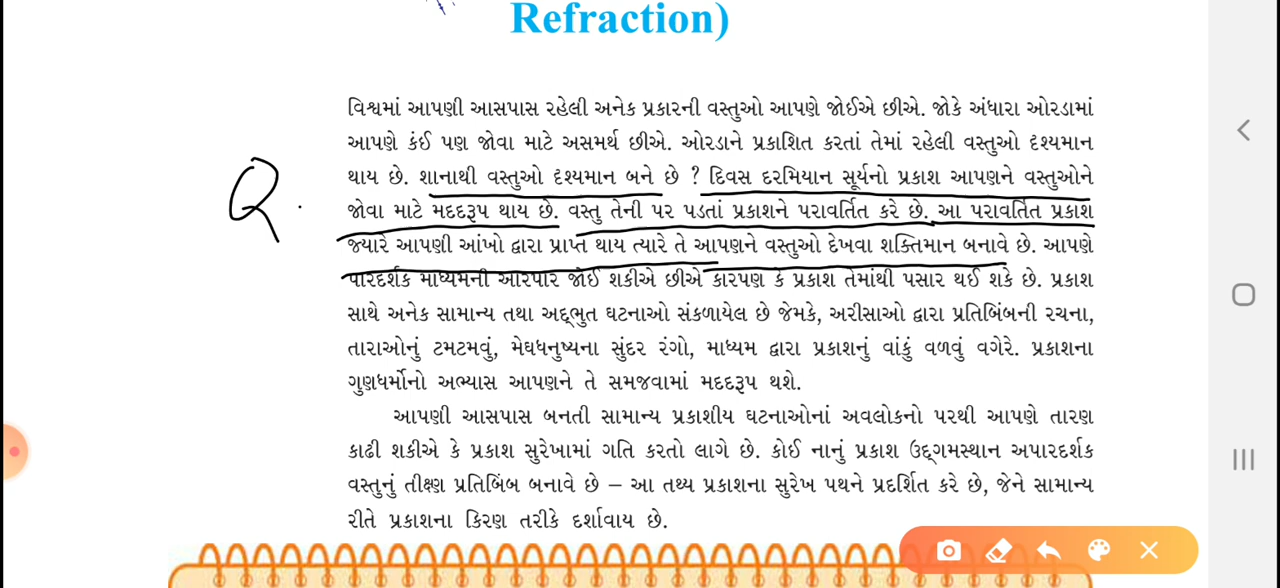 Refraction)
વિશ્વમાં આપણી આસપાસ રહેલી અનેક પ્રકારની વસ્તુઓ આપણે જોઈએ છીએ. જોકે અંધારા ઓરડામાં
આપણે કંઈ પણ જોવા માટે અસમર્થ છીએ. ઓરડાને પ્રકાશિત કરતાં તેમાં રહેલી વસ્તુઓ દૃશ્યમાન
થાય છે. શાનાથી વસ્તુઓ દૃશ્યમાન બને છે ? દિવસ દરમિયાન સૂર્યનો પ્રકાશ આપણને વસ્તુઓને
Q.
જોવા માટે મદદરૂપ થાય છે. વસ્તુ તેની પર પડતાં પ્રકાશને પરાવર્તિત કરે છે. આ પરાવર્તિત પ્રકાશ
જ્યારે આપણી આંખો દ્વારા પ્રાપ્ત થાય ત્યારે તે આપણને વસ્તુઓ દેખવા શક્તિમાન બનાવે છે. આપણે
પારદર્શક માધ્યમની આરપાર જોઈ શકીએ છીએ કારપણ કે પ્રકાશ તેમાંથી પસાર થઈ શકે છે. પ્રકાશ
સાથે અનેક સામાન્ય તથા અદ્ભુત ઘટનાઓ સંકળાયેલ છે જેમકે, અરીસાઓ દ્વારા પ્રતિબિંબની રચના,
તારાઓનું ટમટમવું, મેઘધનુષ્યના સુંદર રંગો, માધ્યમ દ્વારા પ્રકાશનું વાંકું વળવું વગેરે. પ્રકાશના
ગુણધર્મોનો અભ્યાસ આપણને તે સમજવામાં મદદરૂપ થશે.
આપણી આસપાસ બનતી સામાન્ય પ્રકાશીય ઘટનાઓનાં અવલોકનો પરથી આપણે તારણ
કાઢી શકીએ કે પ્રકાશ સુરેખામાં ગતિ કરતો લાગે છે. કોઈ નાનું પ્રકાશ ઉદ્ગમસ્થાન અપારદર્શક
વસ્તુનું તીક્ષ્ણ પ્રતિબિંબ બનાવે છે – આ તથ્ય પ્રકાશના સુરેખ પથને પ્રદર્શિત કરે છે, જેને સામાન્ય
રીતે પ્રકાશના કિરણ તરીકે દર્શાવાય છે.